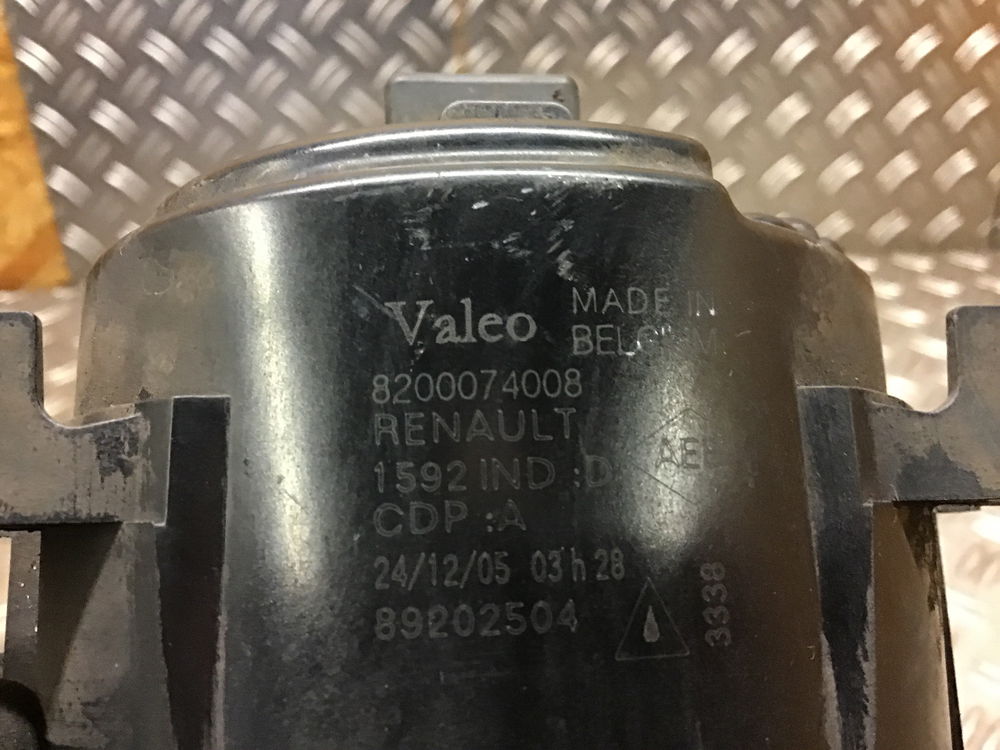 Valeo
MADE IN
BELGIUM
8200074008
RENAULT
1592 IND :D
CDP :A
24/12/05 03 h 28
89202504
3338